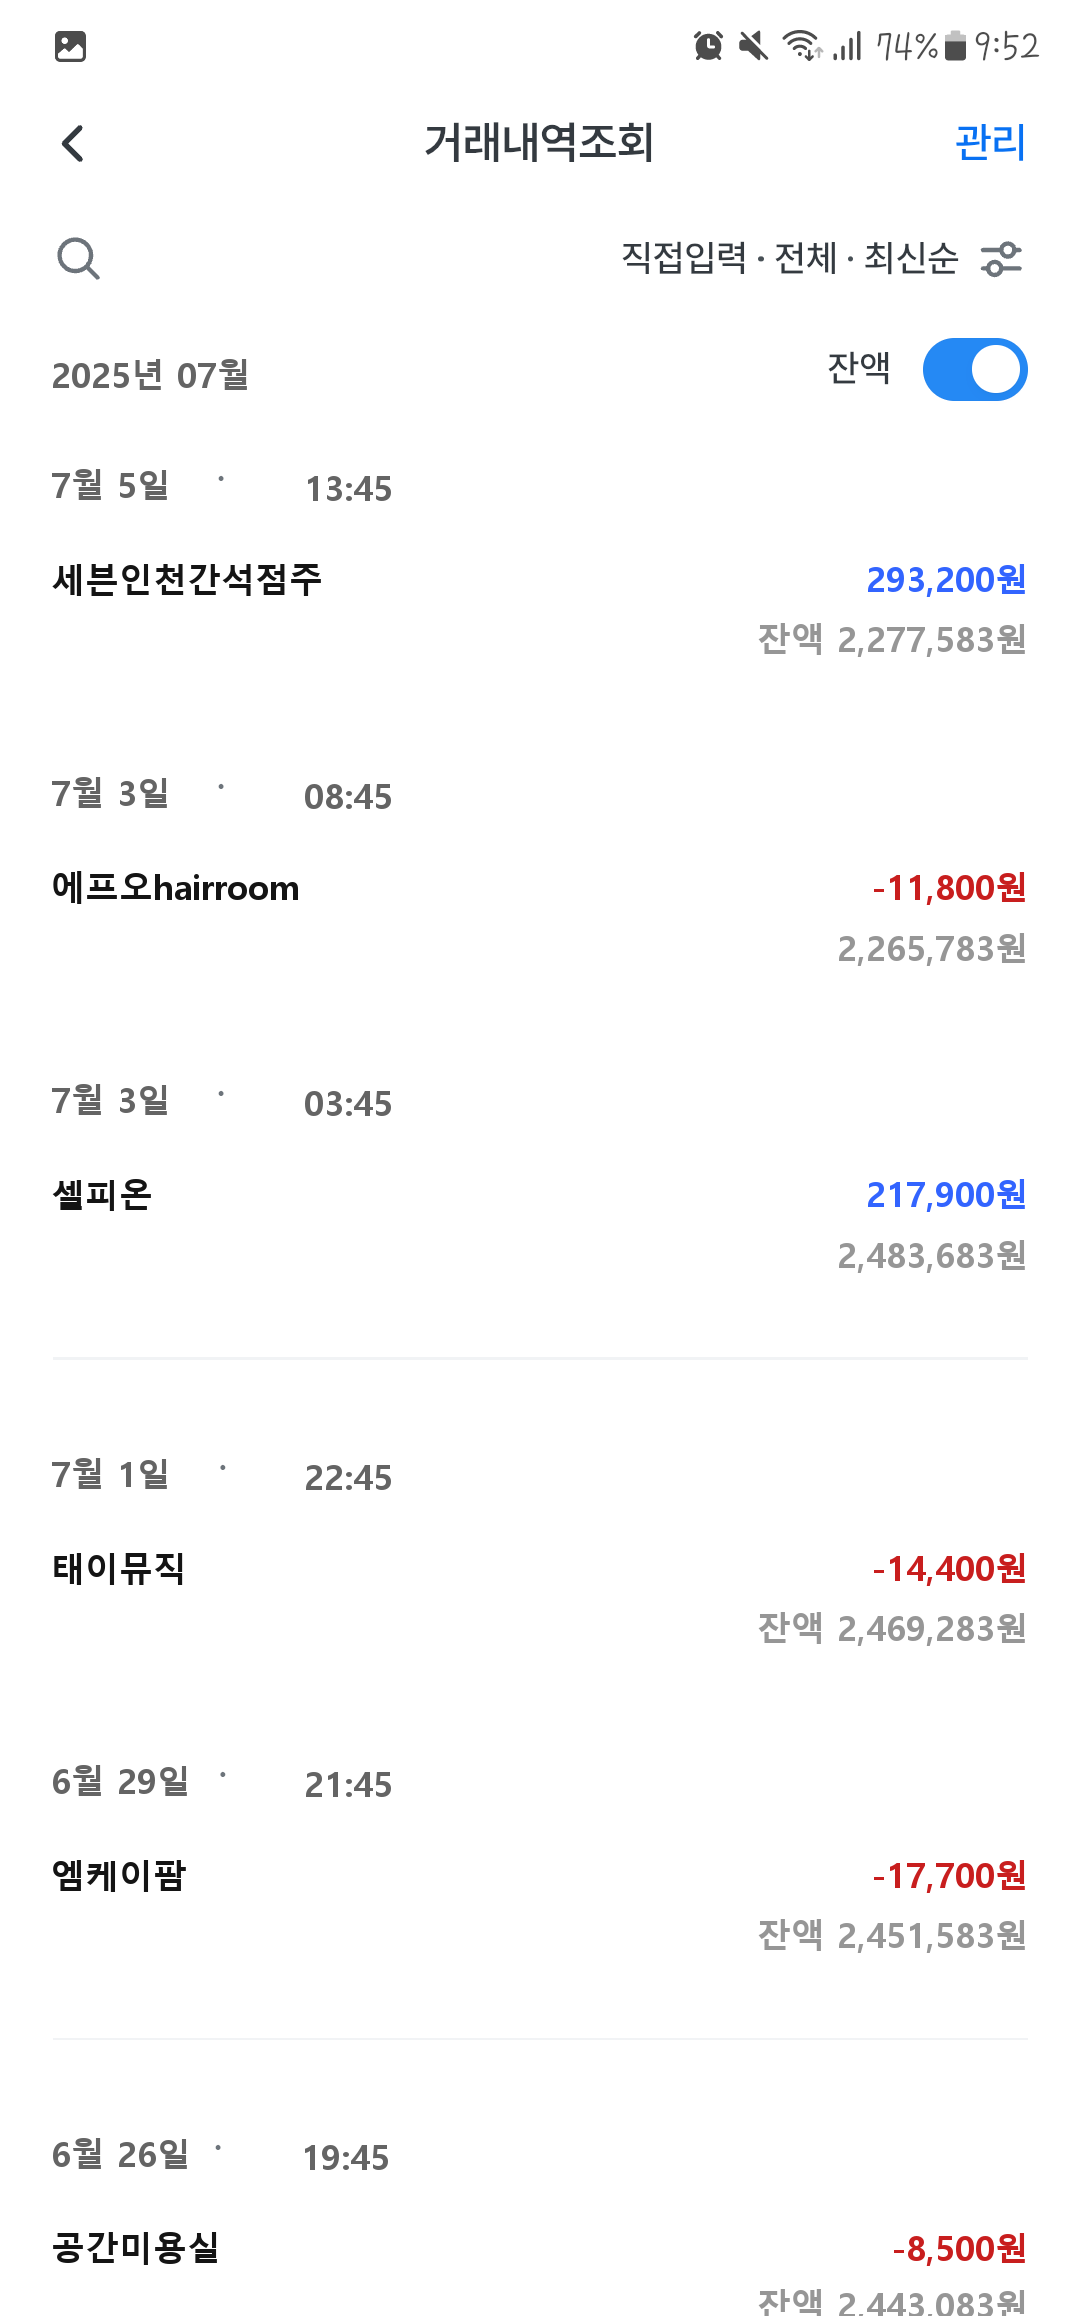 74% 9:52
거래내역조회 관리
직접입력 · 전체 · 최신순
2025년 07월 잔액
7월 5일 · 13:45
세븐인천간석점주 293,200원
잔액 2,277,583원
7월 3일 · 08:45
에프오hairroom -11,800원
2,265,783원
7월 3일 · 03:45
셀피온 217,900원
2,483,683원
7월 1일 · 22:45
태이뮤직 -14,400원
잔액 2,469,283원
6월 29일 · 21:45
엠케이팜 -17,700원
잔액 2,451,583원
6월 26일 · 19:45
공간미용실 -8,500원
잔액 2,443,083원